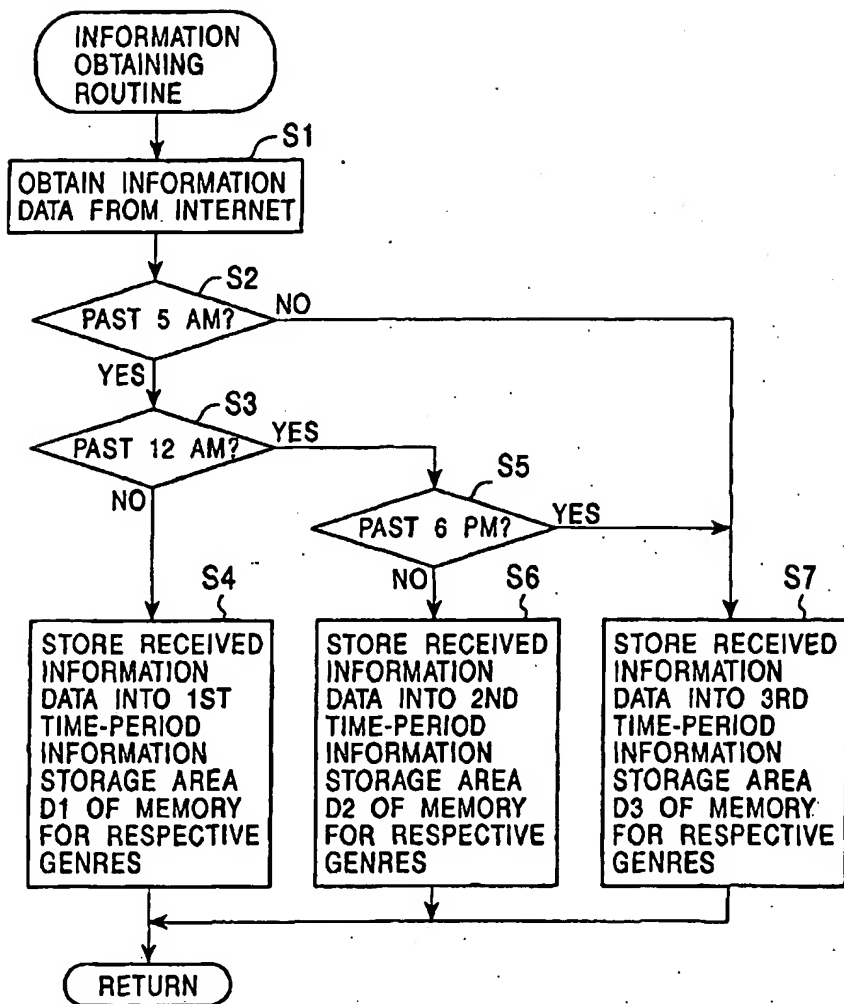 INFORMATION
OBTAINING
ROUTINE
S1
OBTAIN INFORMATION
DATA FROM INTERNET
S2
PAST 5 AM?
NO
YES
S3
PAST 12 AM?
YES
NO
S5
PAST 6 PM?
YES
NO
S4
STORE RECEIVED
INFORMATION
DATA INTO 1ST
TIME-PERIOD
INFORMATION
STORAGE AREA
D1 OF MEMORY
FOR RESPECTIVE
GENRES
S6
STORE RECEIVED
INFORMATION
DATA INTO 2ND
TIME-PERIOD
INFORMATION
STORAGE AREA
D2 OF MEMORY
FOR RESPECTIVE
GENRES
S7
STORE RECEIVED
INFORMATION
DATA INTO 3RD
TIME-PERIOD
INFORMATION
STORAGE AREA
D3 OF MEMORY
FOR RESPECTIVE
GENRES
RETURN